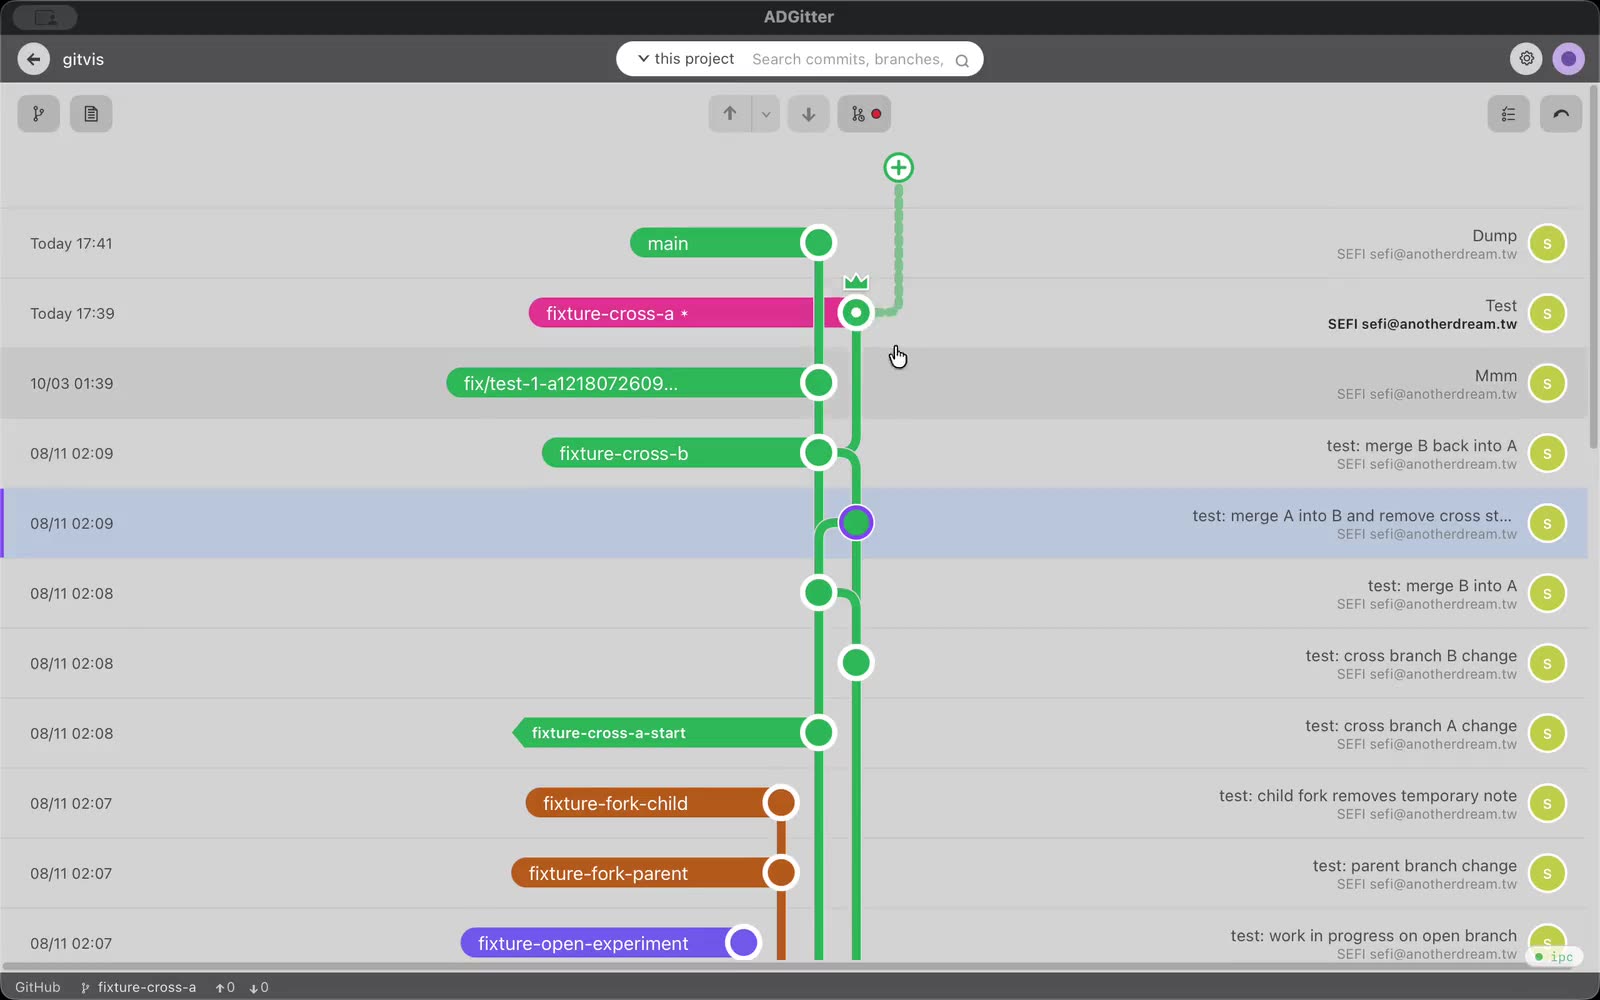 ADGitter
gitvis
this project
Search commits, branches,
Today 17:41
main
Dump
SEFI sefi@anotherdream.tw
S
Today 17:39
fixture-cross-a *
Test
SEFI sefi@anotherdream.tw
S
10/03 01:39
fix/test-1-a1218072609...
Mmm
SEFI sefi@anotherdream.tw
S
08/11 02:09
fixture-cross-b
test: merge B back into A
SEFI sefi@anotherdream.tw
S
08/11 02:09
test: merge A into B and remove cross st...
SEFI sefi@anotherdream.tw
S
08/11 02:08
test: merge B into A
SEFI sefi@anotherdream.tw
S
08/11 02:08
test: cross branch B change
SEFI sefi@anotherdream.tw
S
08/11 02:08
fixture-cross-a-start
test: cross branch A change
SEFI sefi@anotherdream.tw
S
08/11 02:07
fixture-fork-child
test: child fork removes temporary note
SEFI sefi@anotherdream.tw
S
08/11 02:07
fixture-fork-parent
test: parent branch change
SEFI sefi@anotherdream.tw
S
08/11 02:07
fixture-open-experiment
test: work in progress on open branch
SEFI sefi@anotherdream.tw
S
ipc
GitHub
fixture-cross-a
↑0
↓0